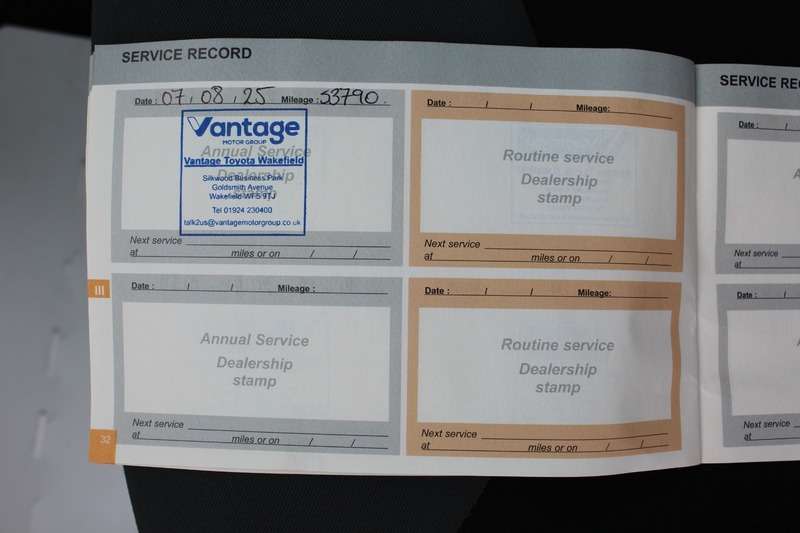 SERVICE RECORD
Date : 07 / 08 / 25 Mileage : 53790
Vantage
MOTOR GROUP
Annual Service
Vantage Toyota Wakefield
Dealership
Silkwood Business Park
Goldsmith Avenue
stamp
Wakefield WF5 9TJ
Tel 01924 230400
talk2us@vantagemotorgroup.co.uk
Next service
at miles or on / /
Date : / / Mileage:
Routine service
Dealership
stamp
Next service
at miles or on / /
III
Date : / / Mileage :
Annual Service
Dealership
stamp
Next service
at miles or on / /
Date : / / Mileage:
Routine service
Dealership
stamp
Next service
at miles or on / /
32
SERVICE
Date : /
Next service
at
Date : /
Next service
at